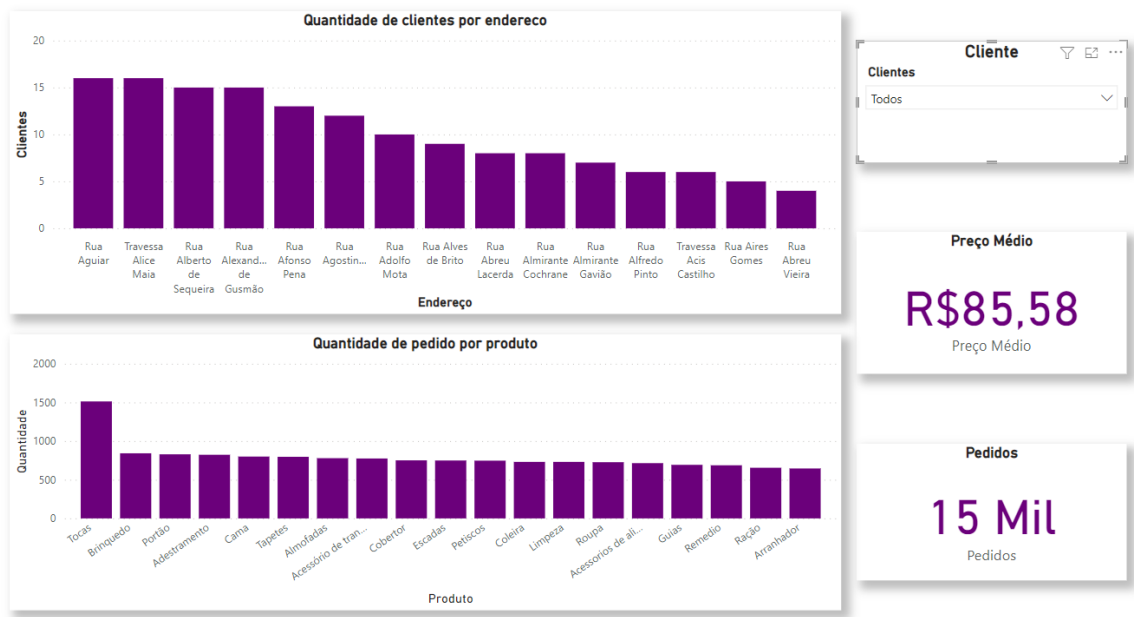 Quantidade de clientes por endereco
20
15
10
5
0
Clientes
Rua Aguiar
Travessa Alice Maia
Rua Alberto de Sequeira
Rua Alexand... de Gusmão
Rua Afonso Pena
Rua Agostin...
Rua Adolfo Mota
Rua Alves de Brito
Rua Abreu Lacerda
Rua Almirante Cochrane
Rua Almirante Gavião
Rua Alfredo Pinto
Travessa Acis Castilho
Rua Aires Gomes
Rua Abreu Vieira
Endereço
Cliente
Clientes
Todos
Preço Médio
R$85,58
Preço Médio
Quantidade de pedido por produto
2000
1500
1000
500
0
Quantidade
Tocas
Brinquedo
Portão
Adestramento
Cama
Tapetes
Almofadas
Acessório de tran...
Cobertor
Escadas
Petiscos
Coleira
Limpeza
Roupa
Acessorios de ali...
Guias
Remedio
Ração
Arranhador
Produto
Pedidos
15 Mil
Pedidos